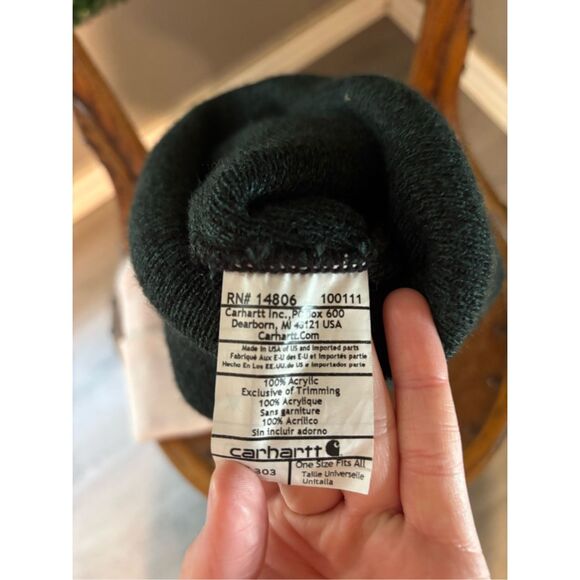 RN# 14806 100111
Carhartt Inc., PO Box 600
Dearborn, MI 48121 USA
Carhartt.Com
Made in USA of US and imported parts
Fabriqué Aux E-U des E-U et importés partie
Hecho En Los EE.UU.de US e importados parte
100% Acrylic
Exclusive of Trimming
100% Acrylique
Sans garniture
100% Acrílico
Sin incluir adorno
carhartt
303
One Size Fits All
Taille Universelle
Unitalla